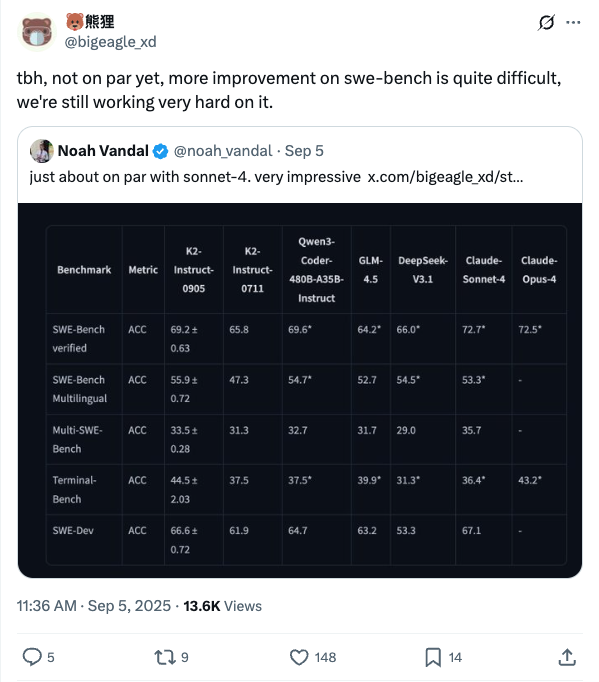 🐻熊狸
@bigeagle_xd
tbh, not on par yet, more improvement on swe-bench is quite difficult,
we're still working very hard on it.
Noah Vandal @noah_vandal · Sep 5
just about on par with sonnet-4. very impressive x.com/bigeagle_xd/st...
Benchmark Metric K2-Instruct-0905 K2-Instruct-0711 Qwen3-Coder-480B-A35B-Instruct GLM-4.5 DeepSeek-V3.1 Claude-Sonnet-4 Claude-Opus-4
SWE-Bench verified ACC 69.2 ± 0.63 65.8 69.6* 64.2* 66.0* 72.7* 72.5*
SWE-Bench Multilingual ACC 55.9 ± 0.72 47.3 54.7* 52.7 54.5* 53.3* -
Multi-SWE-Bench ACC 33.5 ± 0.28 31.3 32.7 31.7 29.0 35.7 -
Terminal-Bench ACC 44.5 ± 2.03 37.5 37.5* 39.9* 31.3* 36.4* 43.2*
SWE-Dev ACC 66.6 ± 0.72 61.9 64.7 63.2 53.3 67.1 -
11:36 AM · Sep 5, 2025 · 13.6K Views
5 9 148 14